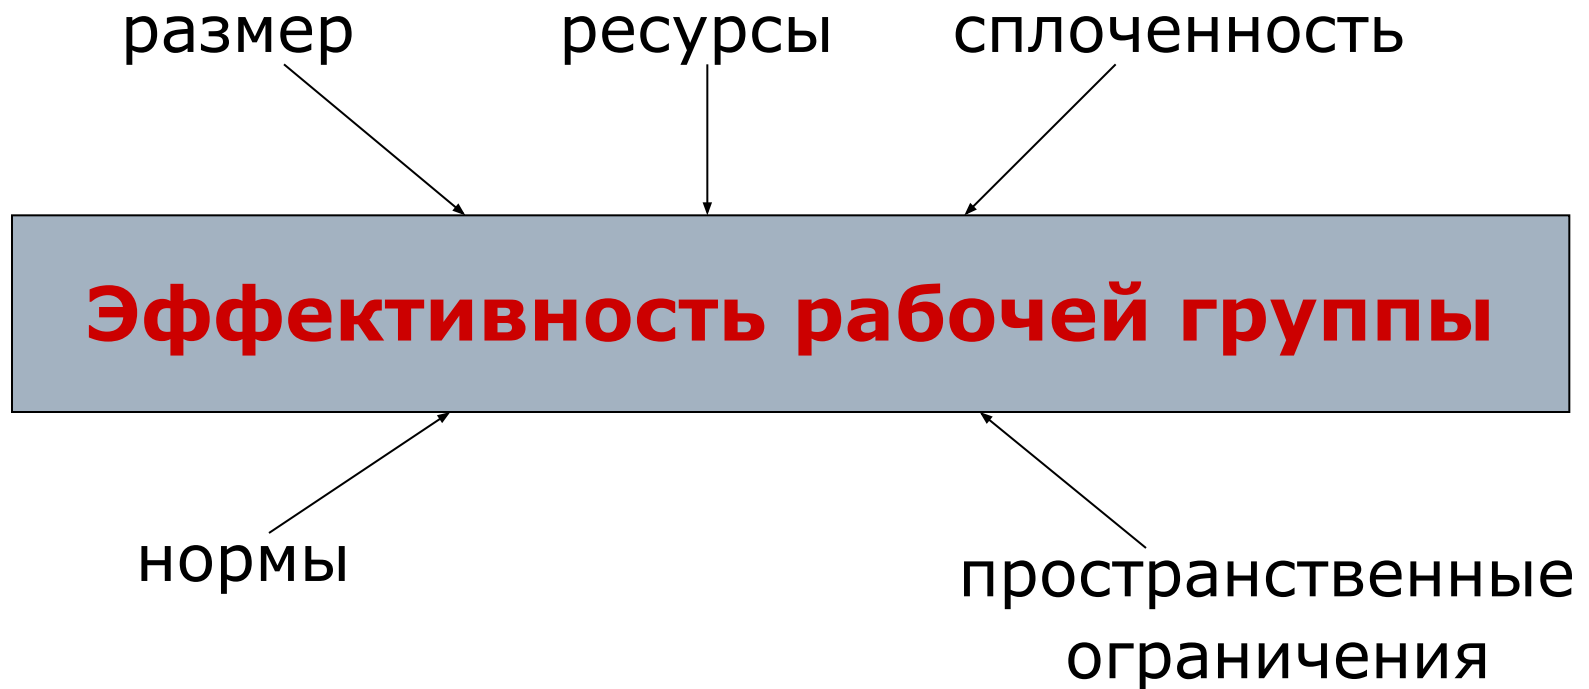 размер
ресурсы
сплоченность
Эффективность рабочей группы
нормы
пространственные
ограничения